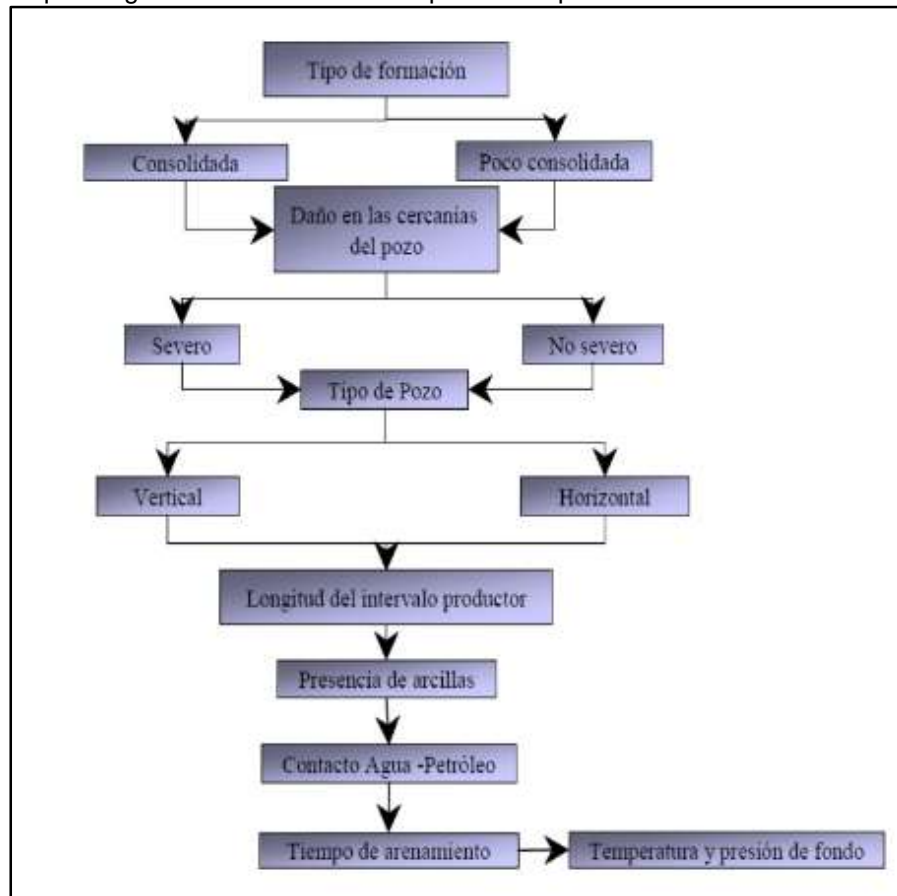 Tipo de formación
Consolidada
Poco consolidada
Daño en las cercanías
del pozo
Severo
No severo
Tipo de Pozo
Vertical
Horizontal
Longitud del intervalo productor
Presencia de arcillas
Contacto Agua -Petróleo
Tiempo de arenamiento
Temperatura y presión de fondo